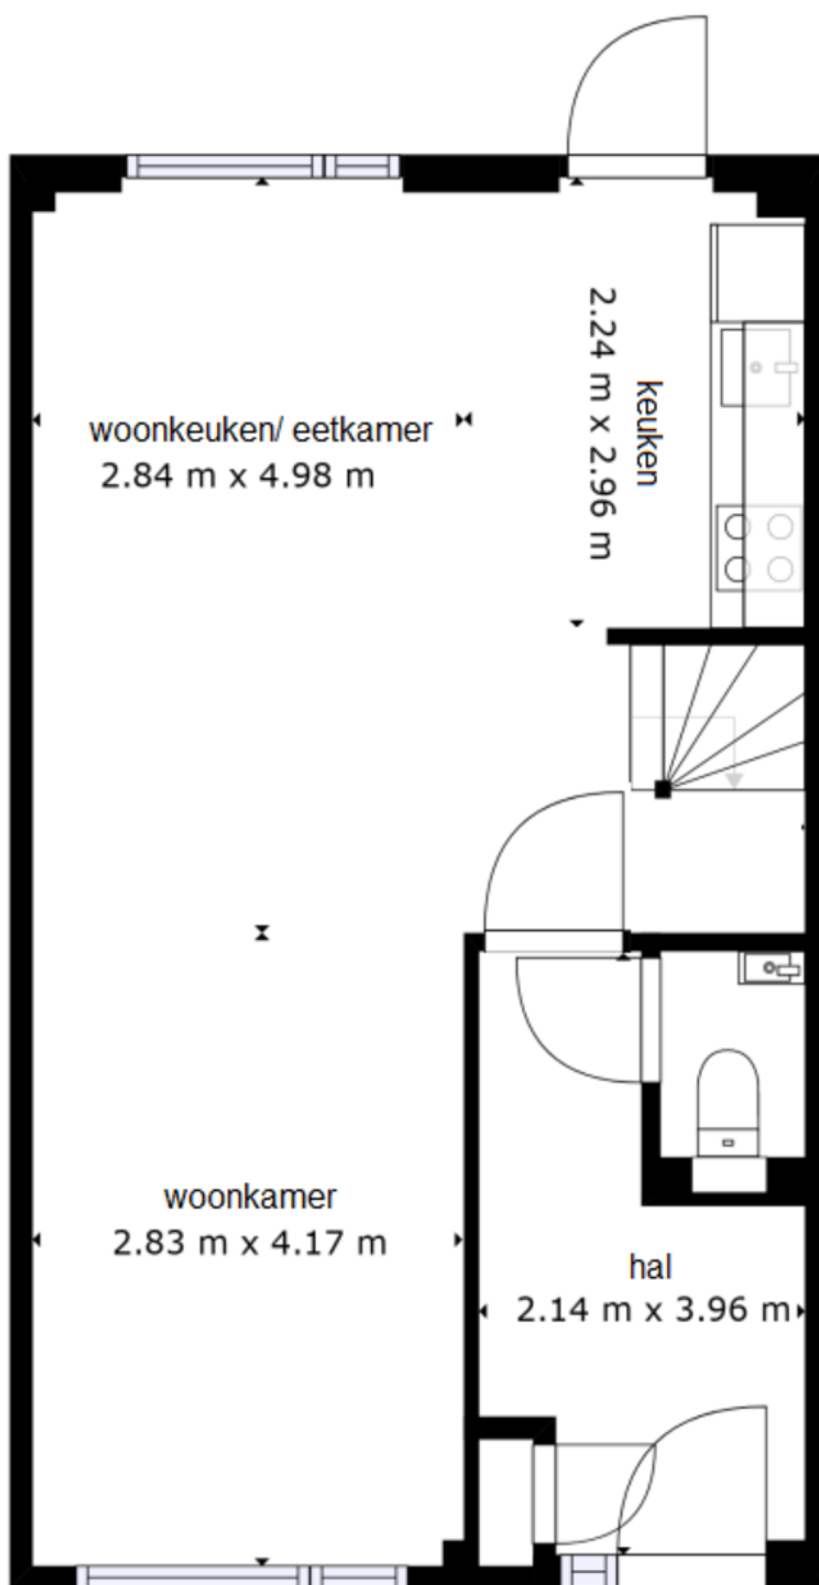 woonkeuken/ eetkamer
2.84 m x 4.98 m
keuken
2.24 m x 2.96 m
woonkamer
2.83 m x 4.17 m
hal
2.14 m x 3.96 m